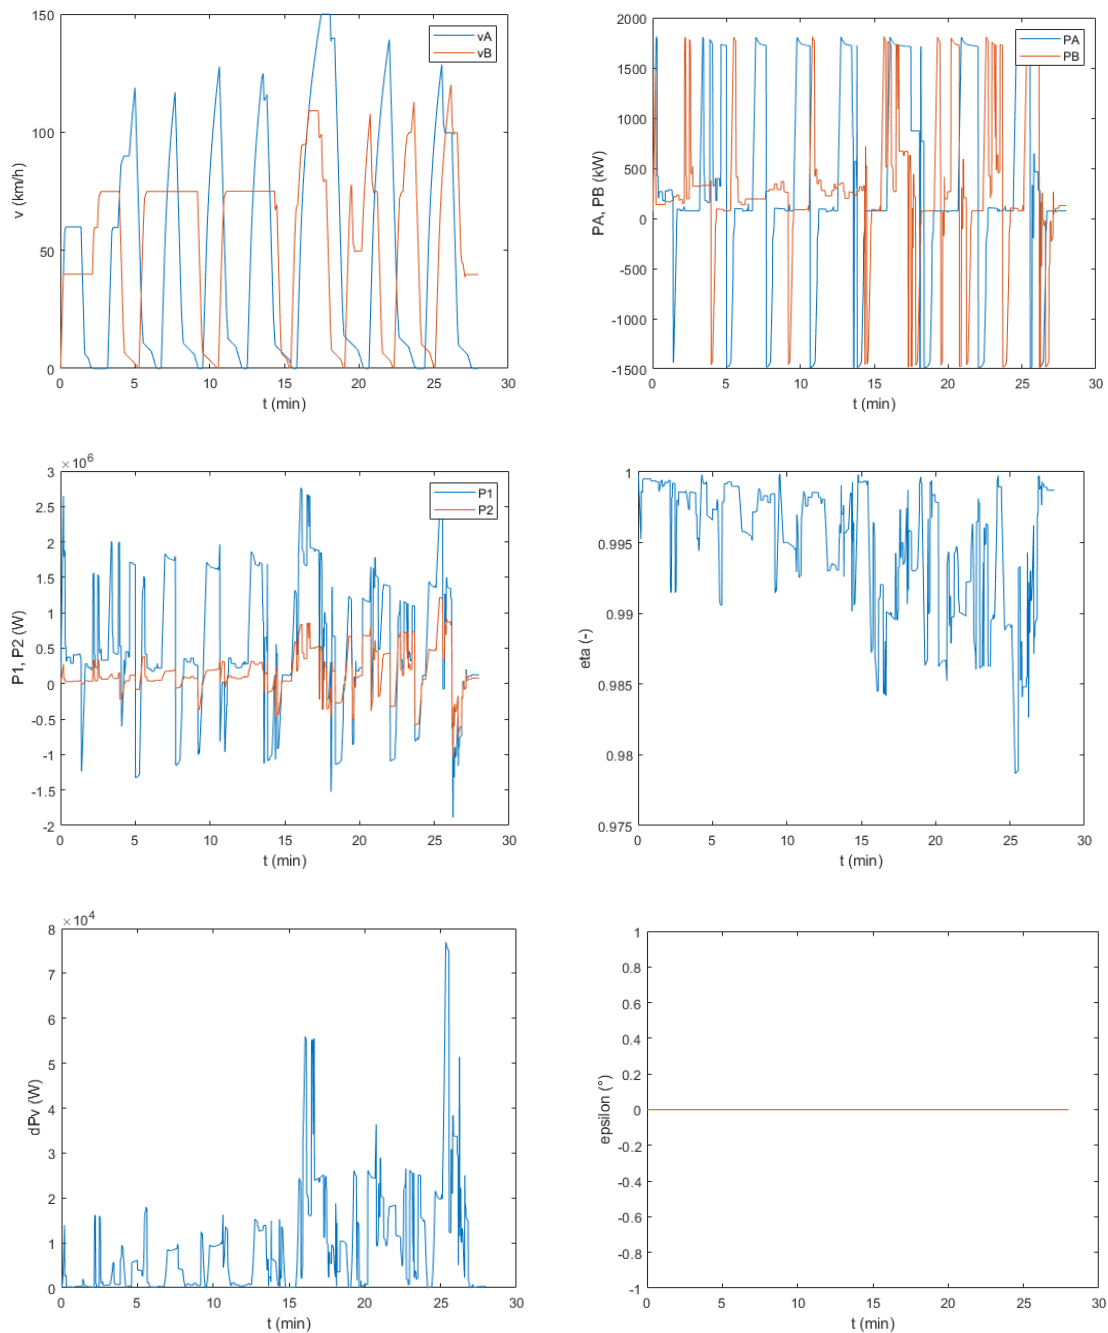 150
100
50
0
v (km/h)
vA
vB
0 5 10 15 20 25 30
t (min)
2000
1500
1000
500
0
-500
-1000
-1500
PA, PB (kW)
PA
PB
0 5 10 15 20 25 30
t (min)
×10^6
3
2.5
2
1.5
1
0.5
0
-0.5
-1
-1.5
-2
P1, P2 (W)
P1
P2
0 5 10 15 20 25 30
t (min)
1
0.995
0.99
0.985
0.98
0.975
eta (-)
0 5 10 15 20 25 30
t (min)
×10^4
8
7
6
5
4
3
2
1
0
dPv (W)
0 5 10 15 20 25 30
t (min)
1
0.8
0.6
0.4
0.2
0
-0.2
-0.4
-0.6
-0.8
-1
epsilon (°)
0 5 10 15 20 25 30
t (min)